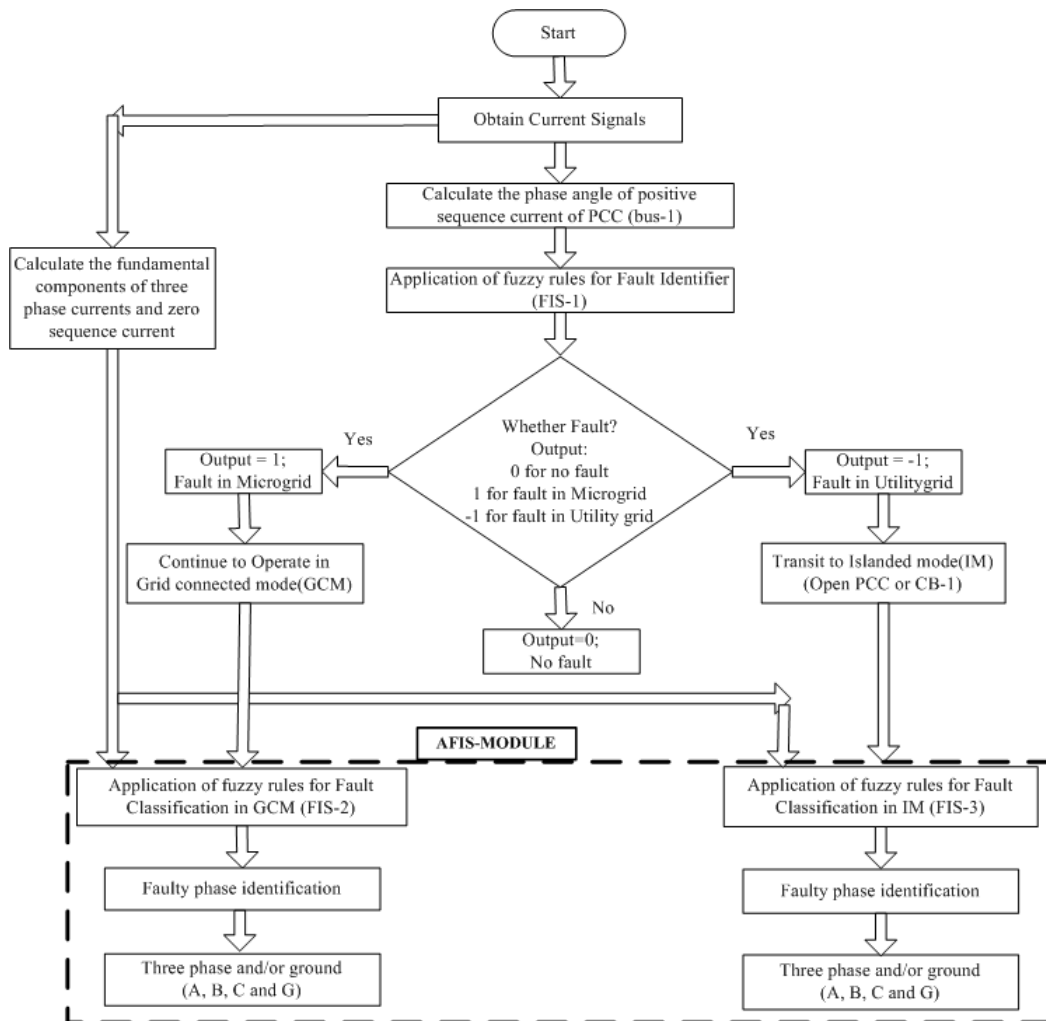 Start
Obtain Current Signals
Calculate the phase angle of positive
sequence current of PCC (bus-1)
Calculate the fundamental
components of three
phase currents and zero
sequence current
Application of fuzzy rules for Fault Identifier
(FIS-1)
Whether Fault?
Output:
0 for no fault
1 for fault in Microgrid
-1 for fault in Utility grid
Yes
Yes
Output = 1;
Fault in Microgrid
Output = -1;
Fault in Utilitygrid
Continue to Operate in
Grid connected mode(GCM)
Transit to Islanded mode(IM)
(Open PCC or CB-1)
No
Output=0;
No fault
AFIS-MODULE
Application of fuzzy rules for Fault
Classification in GCM (FIS-2)
Application of fuzzy rules for Fault
Classification in IM (FIS-3)
Faulty phase identification
Faulty phase identification
Three phase and/or ground
(A, B, C and G)
Three phase and/or ground
(A, B, C and G)